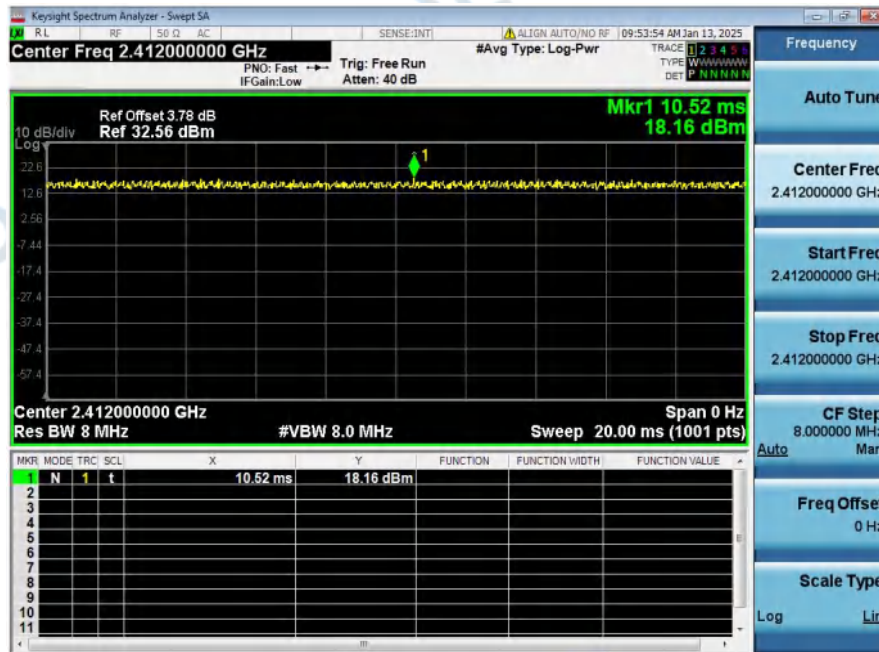 Keysight Spectrum Analyzer - Swept SA
LXI RL RF 50 Ω AC SENSE:INT ALIGN AUTO/NO RF 09:53:54 AM Jan 13, 2025
Center Freq 2.412000000 GHz
PNO: Fast
IFGain:Low
Trig: Free Run
Atten: 40 dB
#Avg Type: Log-Pwr
TRACE 1 2 3 4 5 6
TYPE WWWWWW
DET P N N N N N
Ref Offset 3.78 dB
10 dB/div Ref 32.56 dBm
Log
Mkr1 10.52 ms
18.16 dBm
1
22.6
12.6
2.56
-7.44
-17.4
-27.4
-37.4
-47.4
-57.4
Center 2.412000000 GHz Span 0 Hz
Res BW 8 MHz #VBW 8.0 MHz Sweep 20.00 ms (1001 pts)
MKR MODE TRC SCL X Y FUNCTION FUNCTION WIDTH FUNCTION VALUE
1 N 1 t 10.52 ms 18.16 dBm
2
3
4
5
6
7
8
9
10
11
Frequency
Auto Tune
Center Freq
2.412000000 GHz
Start Freq
2.412000000 GHz
Stop Freq
2.412000000 GHz
CF Step
8.000000 MHz
Auto Man
Freq Offset
0 Hz
Scale Type
Log Lin